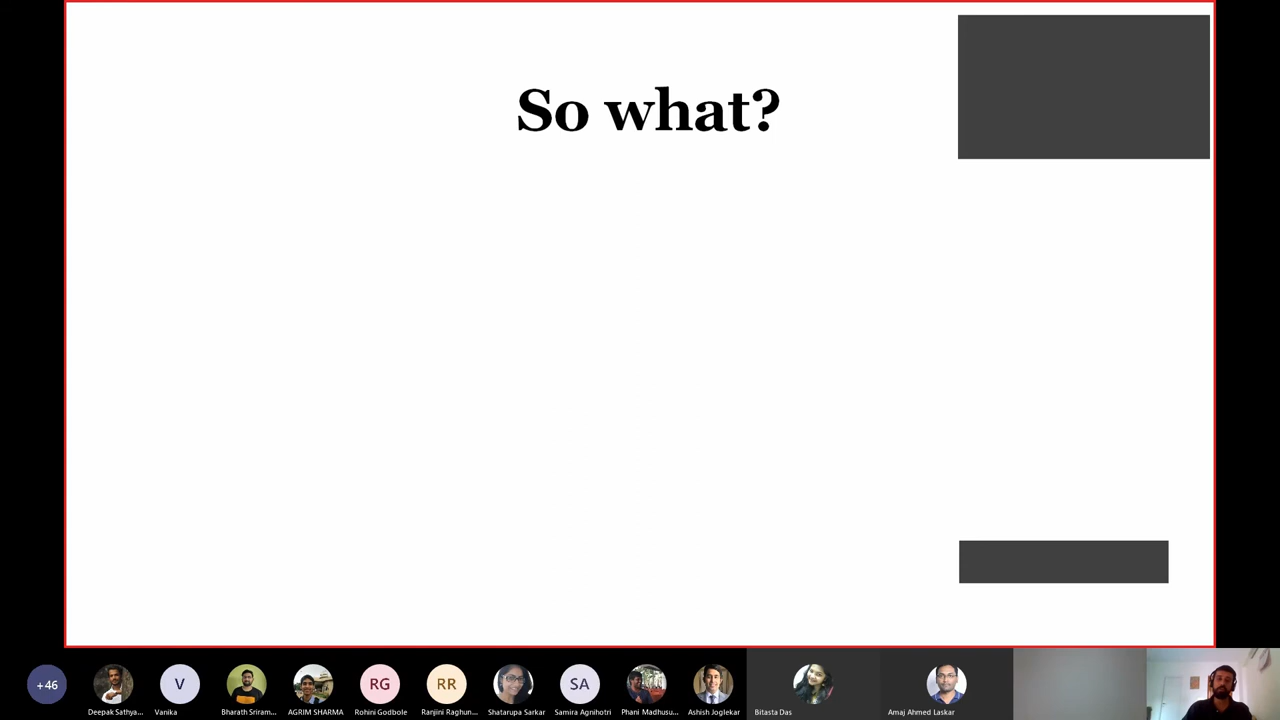 So what?
+46
Deepak Sathya...
V
Vanika
Bharath Sriram...
AGRIM SHARMA
RG
Rohini Godbole
RR
Ranjini Raghun...
Shatarupa Sarkar
SA
Samira Agnihotri
Phani Madhusu...
Ashish Joglekar
Bitasta Das
Amaj Ahmed Laskar